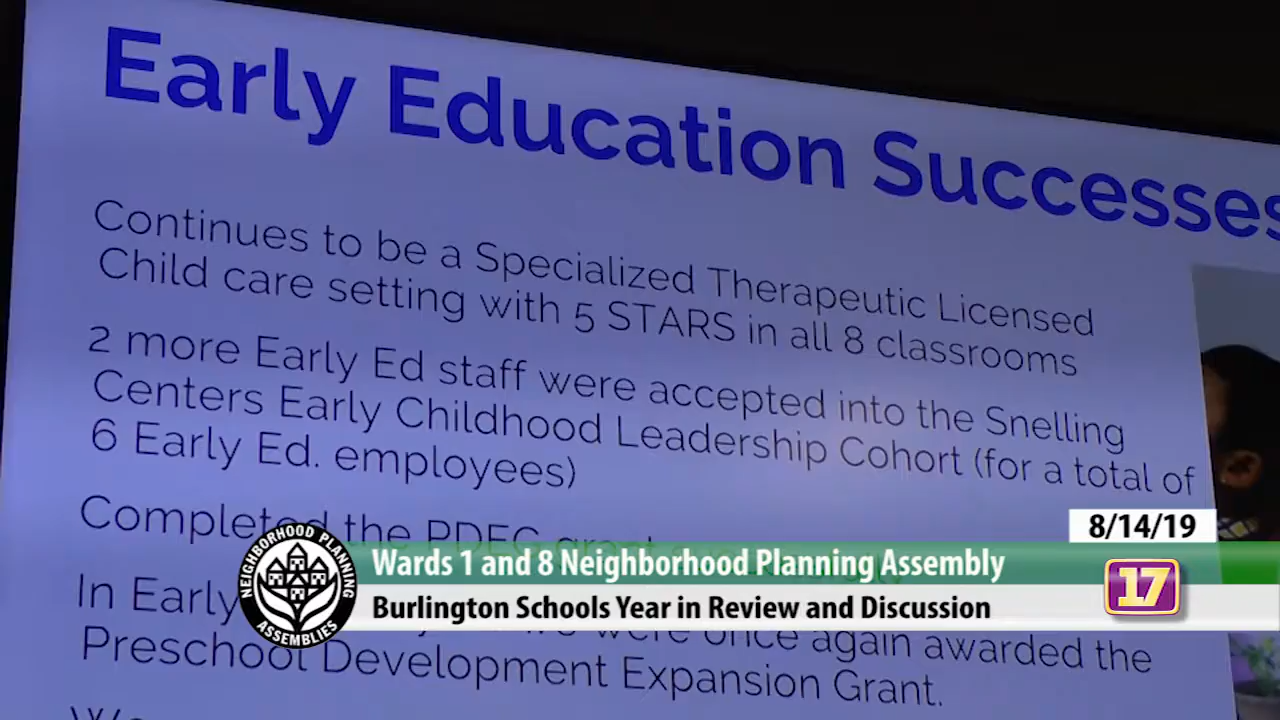 Early Education Successes
Continues to be a Specialized Therapeutic Licensed
Child care setting with 5 STARS in all 8 classrooms
2 more Early Ed staff were accepted into the Snelling
Centers Early Childhood Leadership Cohort (for a total of
6 Early Ed. employees)
Completed the PDEG grant
In Early were once again awarded the
Preschool Development Expansion Grant.
8/14/19
Wards 1 and 8 Neighborhood Planning Assembly
17
Burlington Schools Year in Review and Discussion
NEIGHBORHOOD PLANNING
ASSEMBLIES